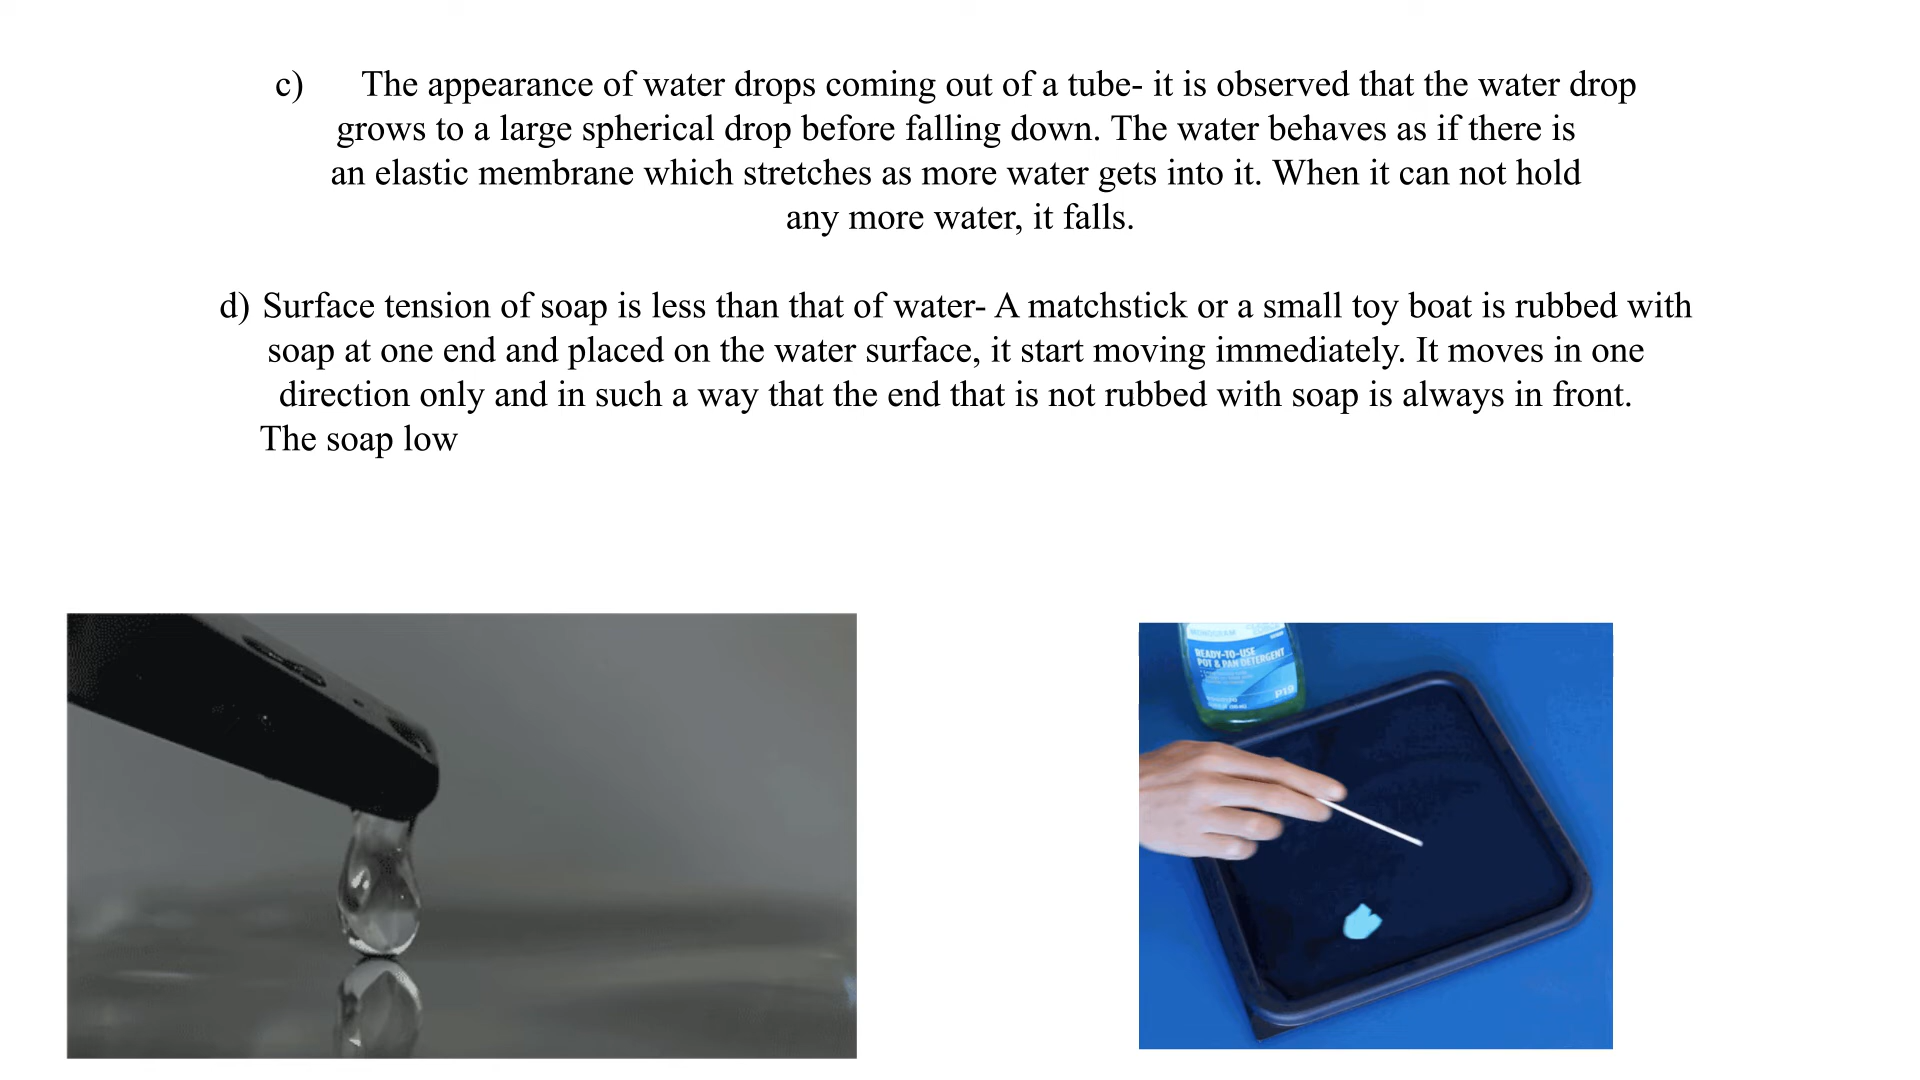 c) The appearance of water drops coming out of a tube- it is observed that the water drop
grows to a large spherical drop before falling down. The water behaves as if there is
an elastic membrane which stretches as more water gets into it. When it can not hold
any more water, it falls.
d) Surface tension of soap is less than that of water- A matchstick or a small toy boat is rubbed with
soap at one end and placed on the water surface, it start moving immediately. It moves in one
direction only and in such a way that the end that is not rubbed with soap is always in front.
The soap low
MONOGRAM
READY-TO-USE
POT & PAN DETERGENT
P19